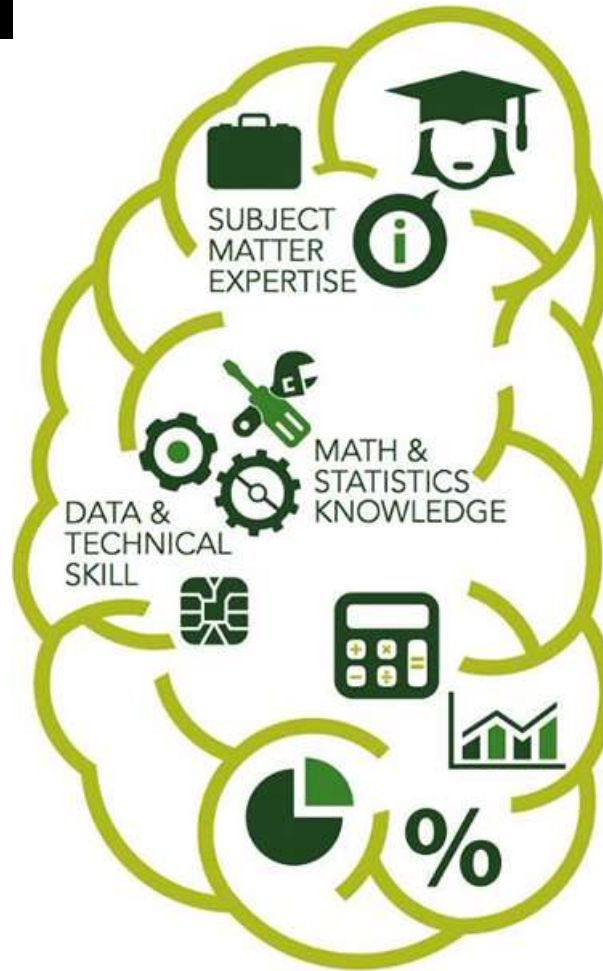 SUBJECT
MATTER
EXPERTISE
i
MATH &
STATISTICS
KNOWLEDGE
DATA &
TECHNICAL
SKILL
+ ×
- ÷ =
%